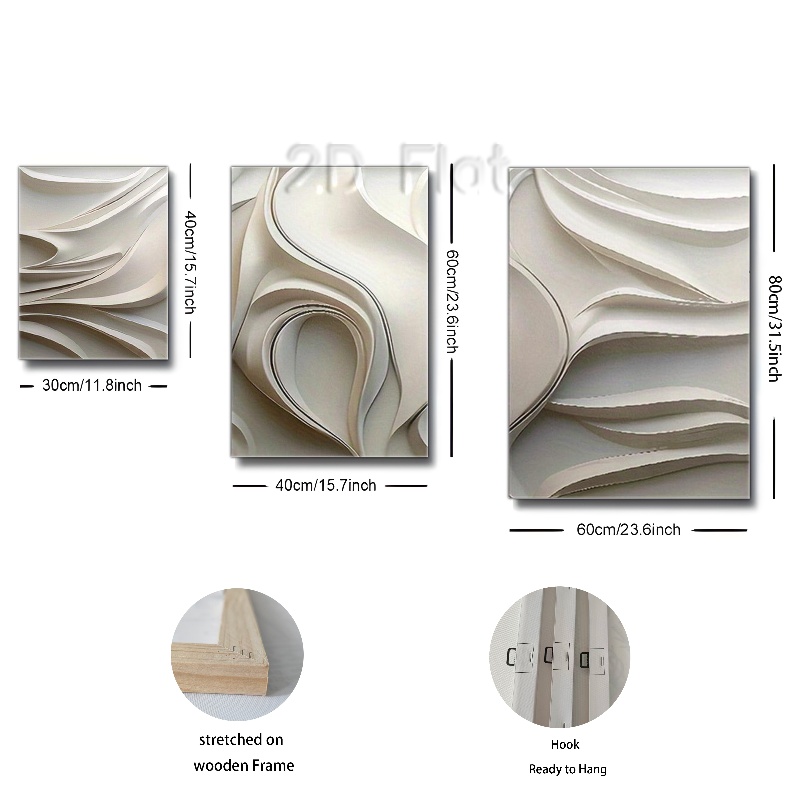 2D Flat
40cm/15.7inch
30cm/11.8inch
60cm/23.6inch
40cm/15.7inch
80cm/31.5inch
60cm/23.6inch
stretched on
wooden Frame
Hook
Ready to Hang